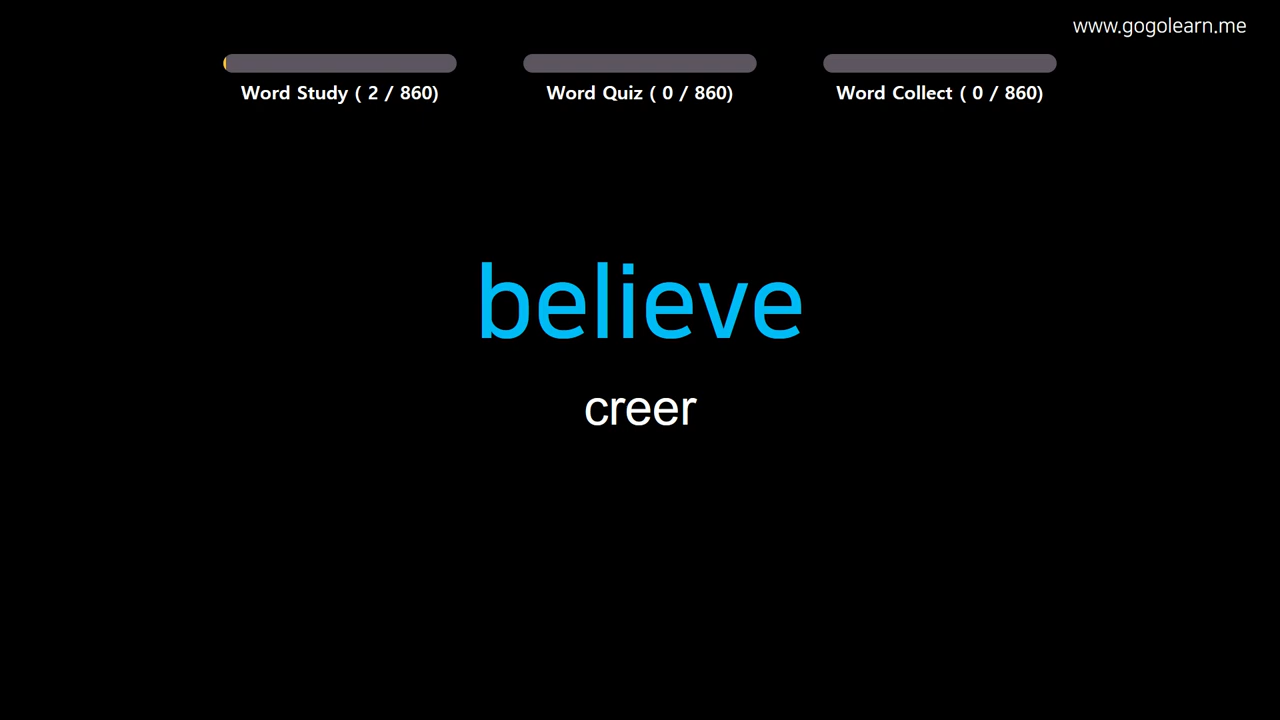 www.gogolearn.me
Word Study ( 2 / 860)
Word Quiz ( 0 / 860)
Word Collect ( 0 / 860)
believe
creer